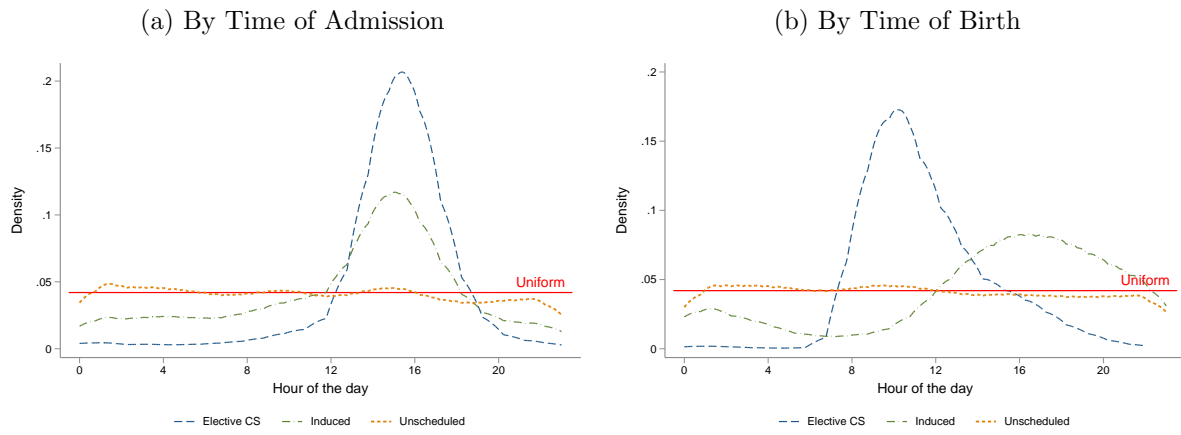 (a) By Time of Admission
.2
.15
.1
.05
0
Density
Uniform
0 4 8 12 16 20
Hour of the day
Elective CS Induced Unscheduled
(b) By Time of Birth
.2
.15
.1
.05
0
Density
Uniform
0 4 8 12 16 20
Hour of the day
Elective CS Induced Unscheduled